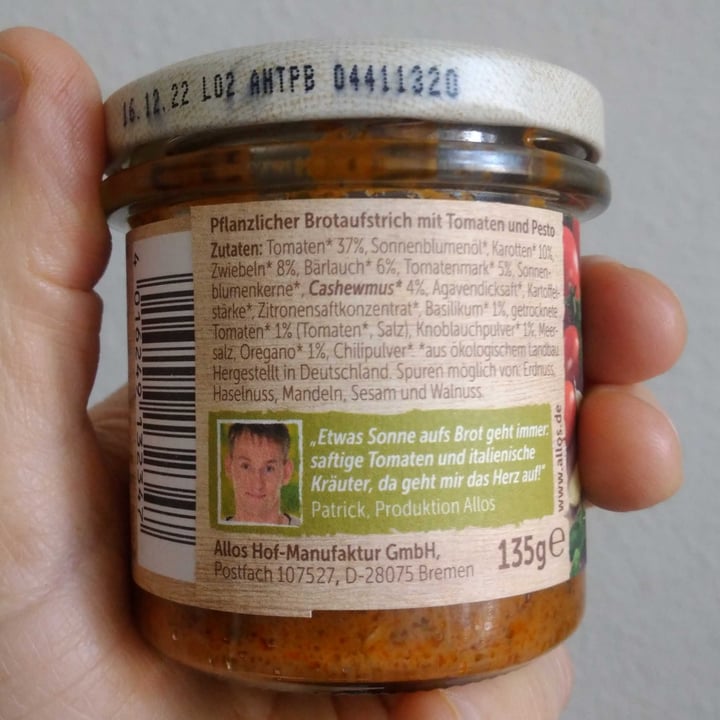 16.12.22 L02 AHTPB 04411320
Pflanzlicher Brotaufstrich mit Tomaten und Pesto
Zutaten: Tomaten* 37%, Sonnenblumenöl*, Karotten* 10%,
Zwiebeln* 8%, Bärlauch* 6%, Tomatenmark* 5%, Sonnen-
blumenkerne*, Cashewmus* 4%, Agavendicksaft*, Kartoffel-
stärke*, Zitronensaftkonzentrat*, Basilikum* 1%, getrocknete
Tomaten* 1% (Tomaten*, Salz), Knoblauchpulver* 1%, Meer-
salz, Oregano* 1%, Chilipulver* *aus ökologischem Landbau
Hergestellt in Deutschland. Spuren möglich von: Erdnuss,
Haselnuss, Mandeln, Sesam und Walnuss.
„Etwas Sonne aufs Brot geht immer:
saftige Tomaten und italienische
Kräuter, da geht mir das Herz auf!"
Patrick, Produktion Allos
www.allos.de
Allos Hof-Manufaktur GmbH,
Postfach 107527, D-28075 Bremen
135g e